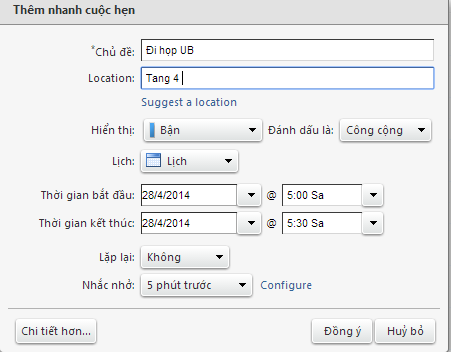 Thêm nhanh cuộc hẹn
*Chủ đề: Đi họp UB
Location: Tang 4
Suggest a location
Hiển thị: Bận Đánh dấu là: Công cộng
Lịch: Lịch
Thời gian bắt đầu: 28/4/2014 @ 5:00 Sa
Thời gian kết thúc: 28/4/2014 @ 5:30 Sa
Lặp lại: Không
Nhắc nhở: 5 phút trước Configure
Chi tiết hơn... Đồng ý Huỷ bỏ